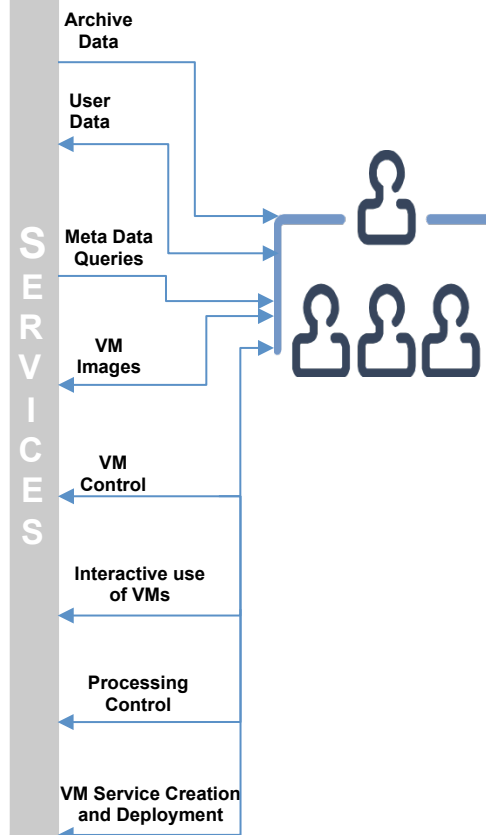 Archive
Data
User
Data
SERVICES
Meta Data
Queries
VM
Images
VM
Control
Interactive use
of VMs
Processing
Control
VM Service Creation
and Deployment